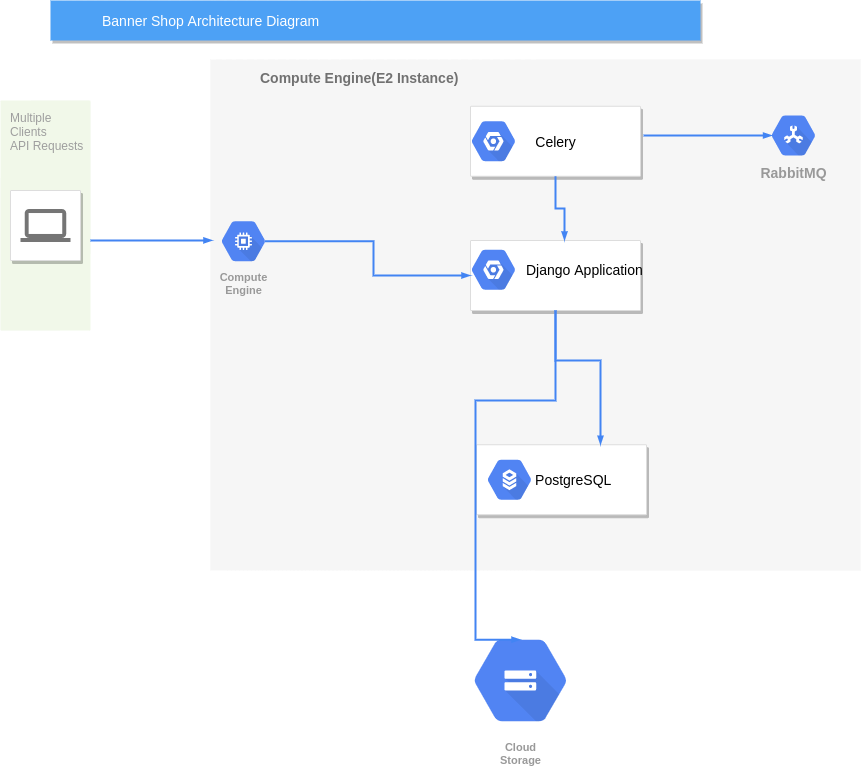 Banner Shop Architecture Diagram
Compute Engine(E2 Instance)
Multiple
Clients
API Requests
Celery
RabbitMQ
Compute
Engine
Django Application
PostgreSQL
Cloud
Storage